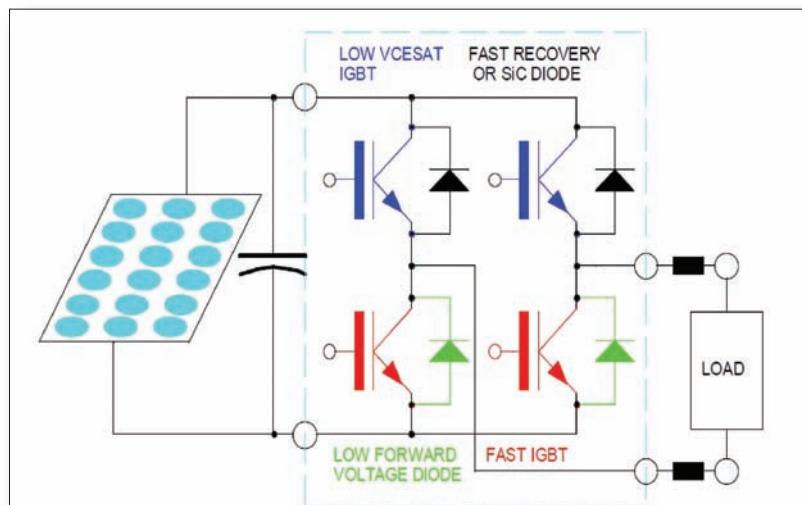 LOW VCESAT
IGBT
FAST RECOVERY
OR SiC DIODE
LOAD
LOW FORWARD
VOLTAGE DIODE
FAST IGBT